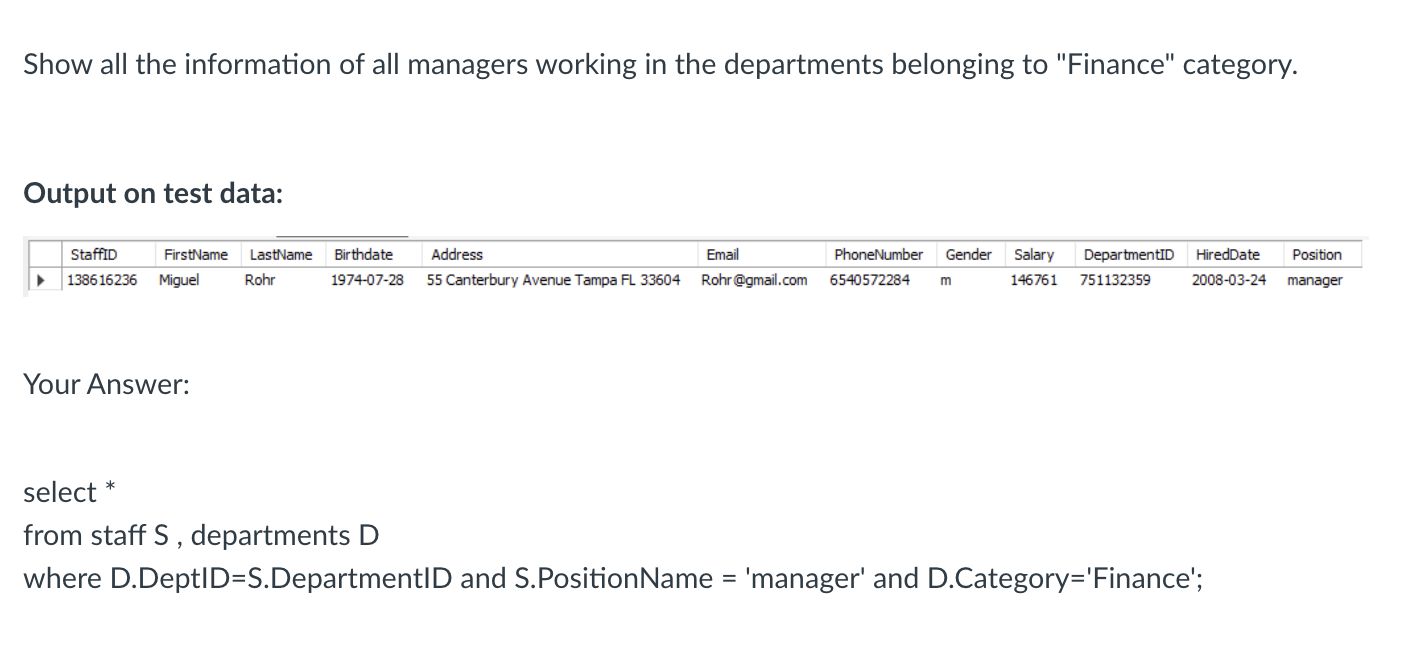 Show all the information of all managers working in the departments belonging to "Finance" category.
Output on test data:
StaffID FirstName LastName Birthdate Address Email PhoneNumber Gender Salary DepartmentID HiredDate Position
138616236 Miguel Rohr 1974-07-28 55 Canterbury Avenue Tampa FL 33604 Rohr@gmail.com 6540572284 m 146761 751132359 2008-03-24 manager
Your Answer:
select *
from staff S , departments D
where D.DeptID=S.DepartmentID and S.PositionName = 'manager' and D.Category='Finance';